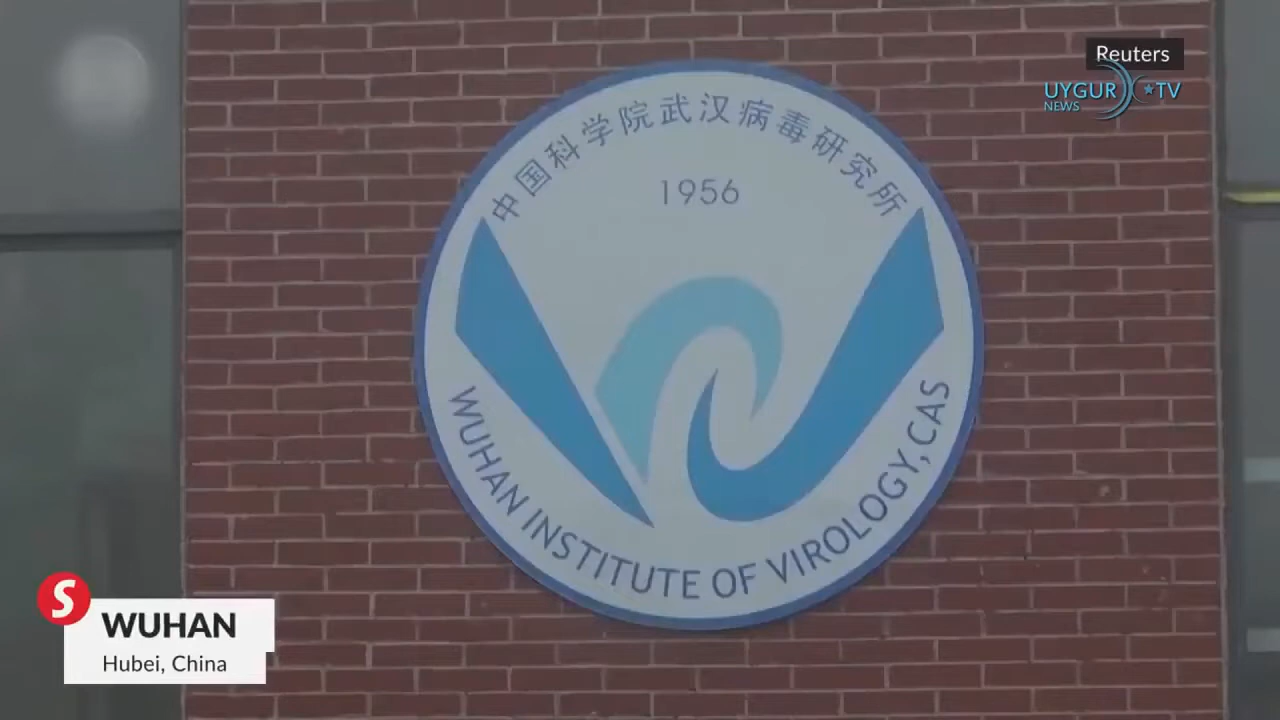 Reuters
UYGUR TV
NEWS
中国科学院武汉病毒研究所
1956
WUHAN INSTITUTE OF VIROLOGY, CAS
S
WUHAN
Hubei, China